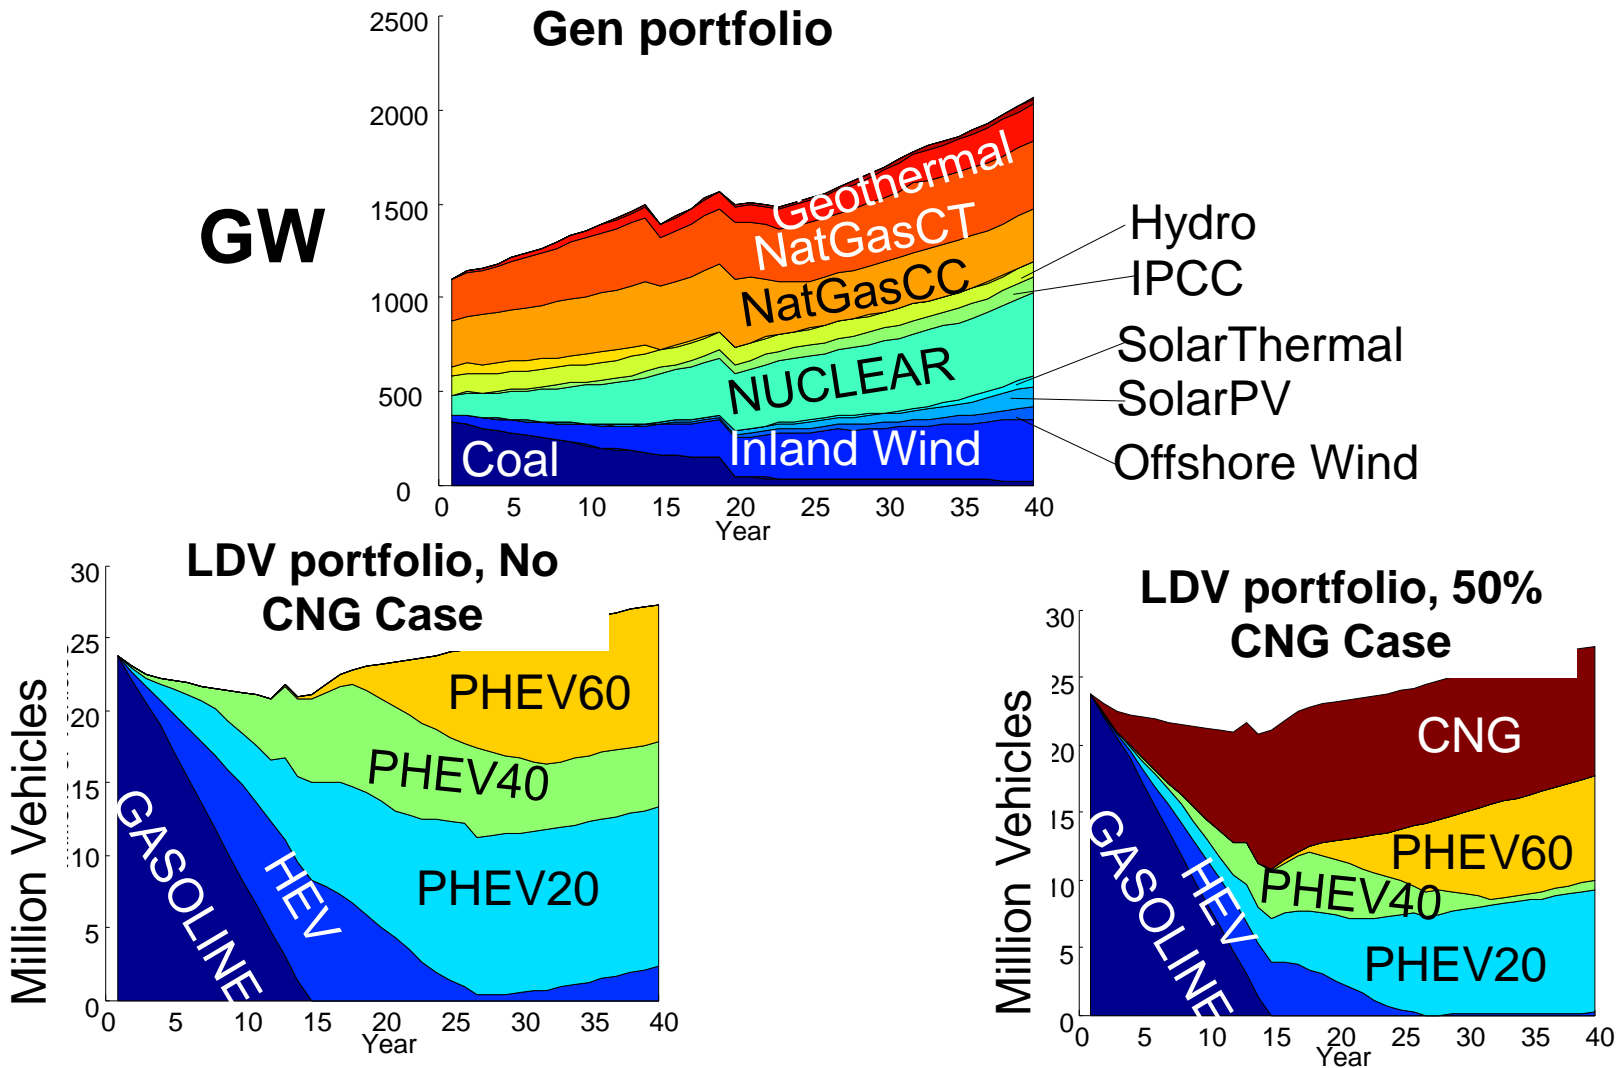 Gen portfolio
2500
2000
1500
1000
500
0
GW
Geothermal
NatGasCT
NatGasCC
NUCLEAR
Inland Wind
Coal
Hydro
IPCC
SolarThermal
SolarPV
Offshore Wind
0 5 10 15 20 25 30 35 40
Year
LDV portfolio, No
CNG Case
30
25
20
15
10
5
0
Million Vehicles
PHEV60
PHEV40
PHEV20
HEV
GASOLINE
0 5 10 15 20 25 30 35 40
Year
LDV portfolio, 50%
CNG Case
30
25
20
15
10
5
0
Million Vehicles
CNG
PHEV60
PHEV40
PHEV20
HEV
GASOLINE
0 5 10 15 20 25 30 35 40
Year